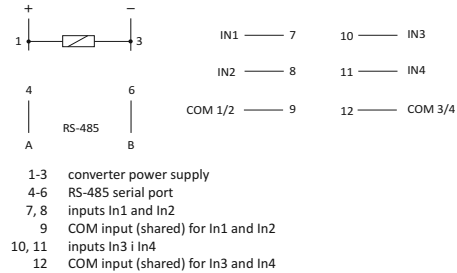 + −
1 3
4 6
RS-485
A B
IN1 7
IN2 8
COM 1/2 9
10 IN3
11 IN4
12 COM 3/4
1-3 converter power supply
4-6 RS-485 serial port
7, 8 inputs In1 and In2
9 COM input (shared) for In1 and In2
10, 11 inputs In3 i In4
12 COM input (shared) for In3 and In4